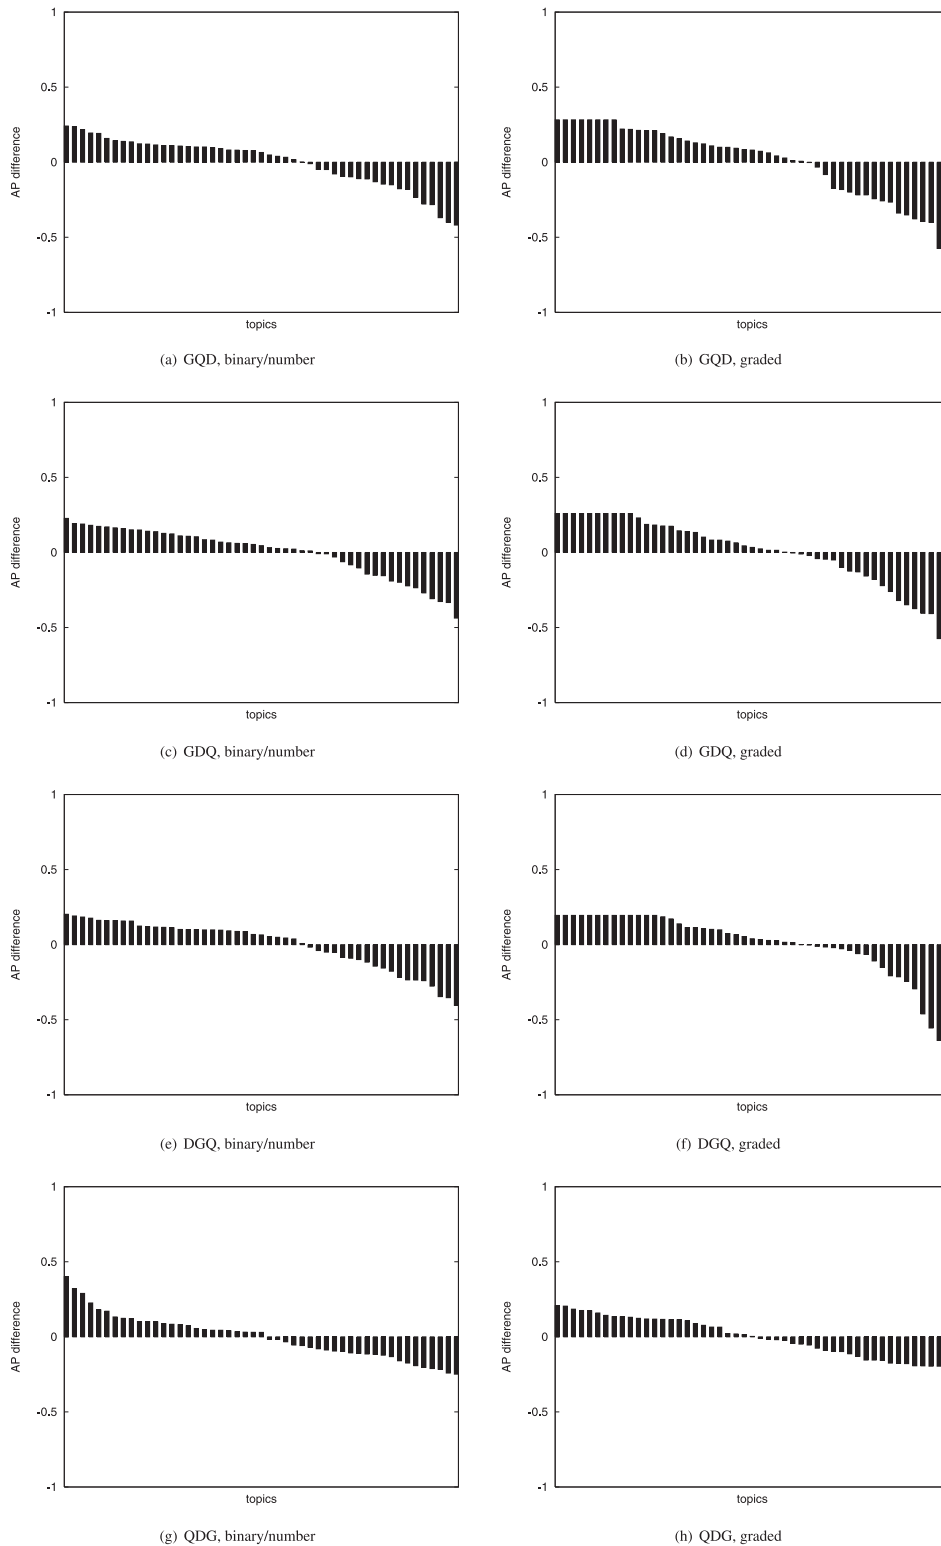 1
0.5
0
-0.5
-1
AP difference
topics
(a) GQD, binary/number
1
0.5
0
-0.5
-1
AP difference
topics
(b) GQD, graded
1
0.5
0
-0.5
-1
AP difference
topics
(c) GDQ, binary/number
1
0.5
0
-0.5
-1
AP difference
topics
(d) GDQ, graded
1
0.5
0
-0.5
-1
AP difference
topics
(e) DGQ, binary/number
1
0.5
0
-0.5
-1
AP difference
topics
(f) DGQ, graded
1
0.5
0
-0.5
-1
AP difference
topics
(g) QDG, binary/number
1
0.5
0
-0.5
-1
AP difference
topics
(h) QDG, graded